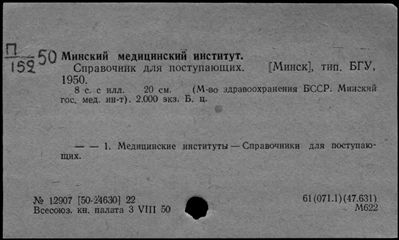 П 50
152
Минский медицинский институт.
Справочник для поступающих. [Минск], тип. БГУ,
1950.
8 с. с илл. 20 см. (М-во здравоохранения БССР. Минский
гос. мед. ин-т). 2.000 экз. Б. ц.
— — 1. Медицинские институты — Справочники для поступаю-
щих.
№ 12907 [50-24630] 22
61(071.1)(47.631)
Всесоюз. кн. палата 3 VIII 50
М622